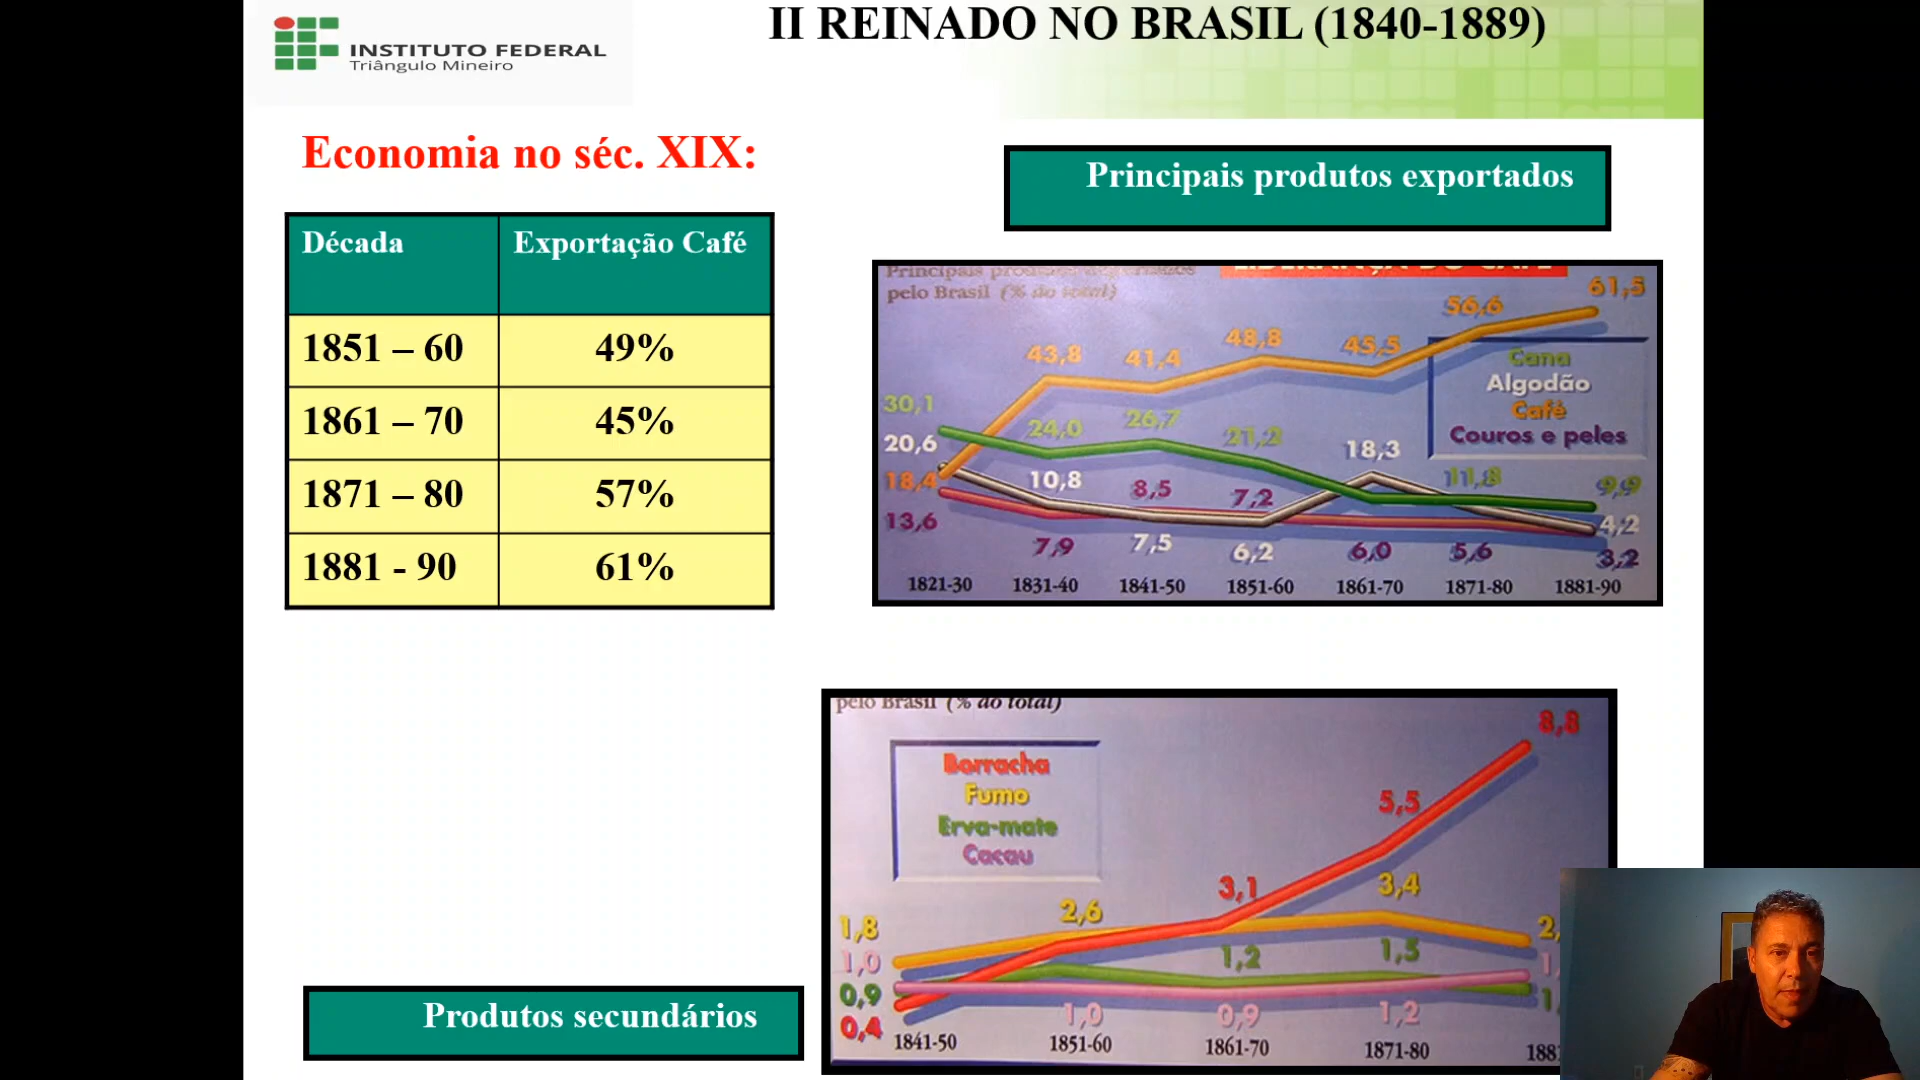 INSTITUTO FEDERAL
Triângulo Mineiro
II REINADO NO BRASIL (1840-1889)
Economia no séc. XIX:
Década Exportação Café
1851 – 60 49%
1861 – 70 45%
1871 – 80 57%
1881 - 90 61%
Principais produtos exportados
Principais produtos exportados
pelo Brasil (% do total)
LIDERANÇA DO CAFÉ
61,5
56,6
48,8
45,5
43,8
41,4
Cana
Algodão
Café
Couros e peles
30,1
24,0
26,7
21,2
20,6
18,3
18,4
10,8
8,5
7,2
11,8
9,9
13,6
7,9
7,5
6,2
6,0
5,6
4,2
3,2
1821-30 1831-40 1841-50 1851-60 1861-70 1871-80 1881-90
Produtos secundários
pelo Brasil (% do total)
Borracha
Fumo
Erva-mate
Cacau
8,8
5,5
3,1
3,4
2,6
1,8
1,0
0,9
0,4
1,2
1,5
1,0
0,9
1,2
1841-50 1851-60 1861-70 1871-80